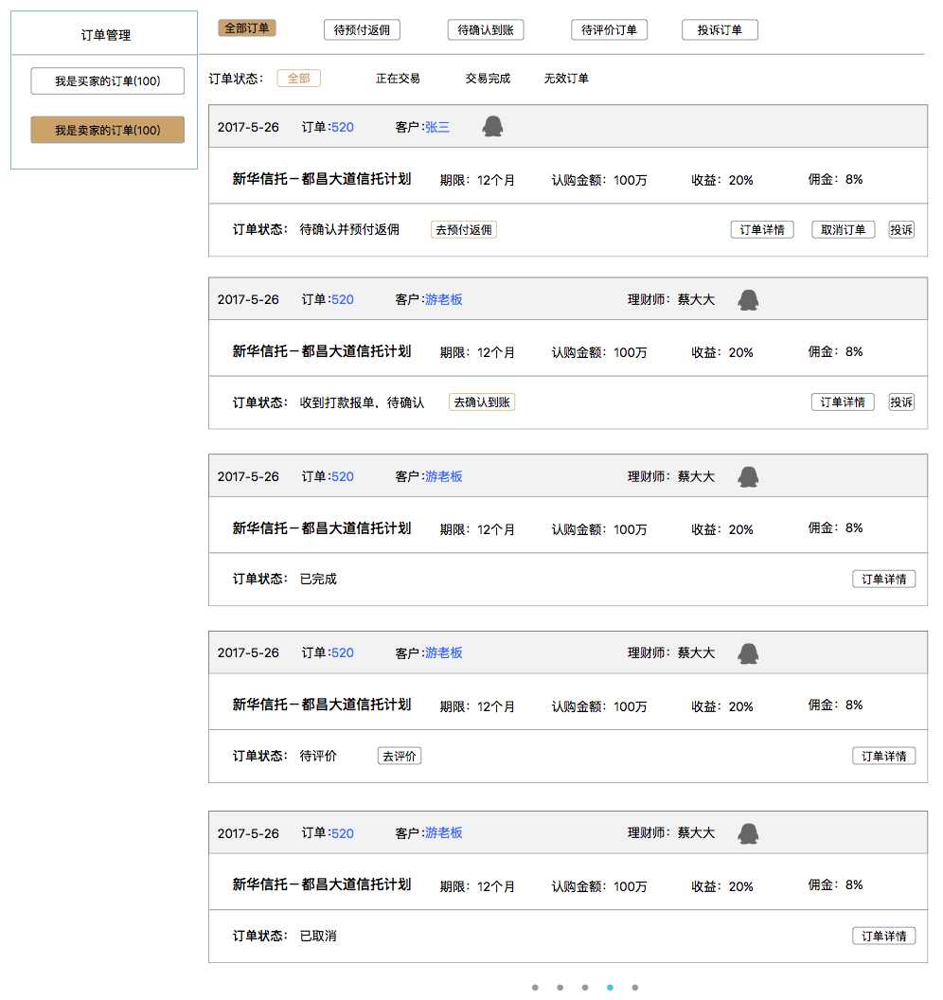 订单管理
我是买家的订单(100)
我是卖家的订单(100)
全部订单 待预付返佣 待确认到账 待评价订单 投诉订单
订单状态： 全部 正在交易 交易完成 无效订单
2017-5-26 订单:520 客户:张三
新华信托－都昌大道信托计划 期限：12个月 认购金额：100万 收益：20% 佣金：8%
订单状态： 待确认并预付返佣 去预付返佣 订单详情 取消订单 投诉
2017-5-26 订单:520 客户:游老板 理财师：蔡大大
新华信托－都昌大道信托计划 期限：12个月 认购金额：100万 收益：20% 佣金：8%
订单状态： 收到打款报单，待确认 去确认到账 订单详情 投诉
2017-5-26 订单:520 客户:游老板 理财师：蔡大大
新华信托－都昌大道信托计划 期限：12个月 认购金额：100万 收益：20% 佣金：8%
订单状态： 已完成 订单详情
2017-5-26 订单:520 客户:游老板 理财师：蔡大大
新华信托－都昌大道信托计划 期限：12个月 认购金额：100万 收益：20% 佣金：8%
订单状态： 待评价 去评价 订单详情
2017-5-26 订单:520 客户:游老板 理财师：蔡大大
新华信托－都昌大道信托计划 期限：12个月 认购金额：100万 收益：20% 佣金：8%
订单状态： 已取消 订单详情